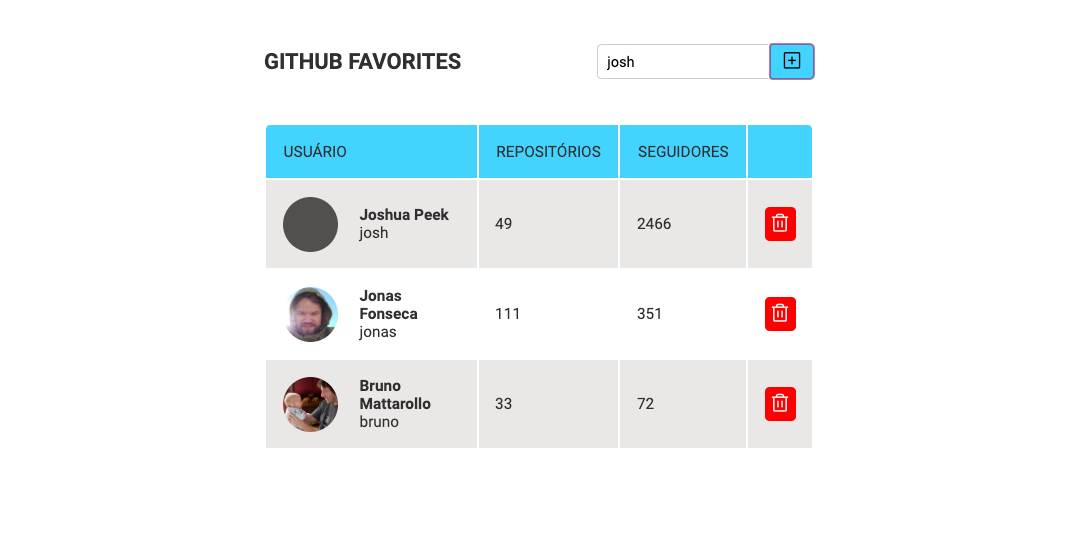 GITHUB FAVORITES
josh
USUÁRIO REPOSITÓRIOS SEGUIDORES
Joshua Peek
josh
49 2466
Jonas
Fonseca
jonas
111 351
Bruno
Mattarollo
bruno
33 72